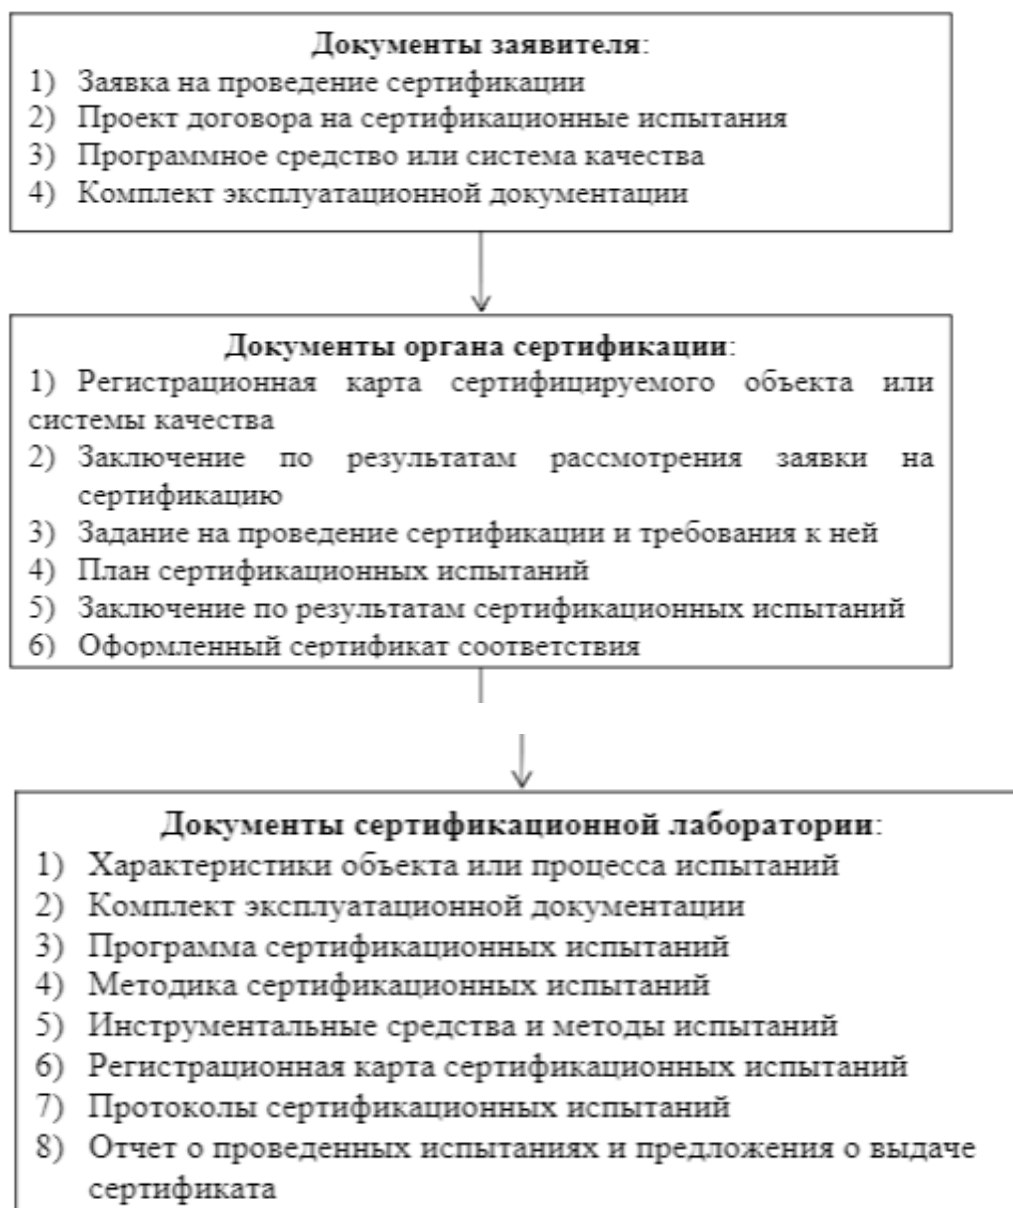 Документы заявителя:
1) Заявка на проведение сертификации
2) Проект договора на сертификационные испытания
3) Программное средство или система качества
4) Комплект эксплуатационной документации
Документы органа сертификации:
1) Регистрационная карта сертифицируемого объекта или
системы качества
2) Заключение по результатам рассмотрения заявки на
сертификацию
3) Задание на проведение сертификации и требования к ней
4) План сертификационных испытаний
5) Заключение по результатам сертификационных испытаний
6) Оформленный сертификат соответствия
Документы сертификационной лаборатории:
1) Характеристики объекта или процесса испытаний
2) Комплект эксплуатационной документации
3) Программа сертификационных испытаний
4) Методика сертификационных испытаний
5) Инструментальные средства и методы испытаний
6) Регистрационная карта сертификационных испытаний
7) Протоколы сертификационных испытаний
8) Отчет о проведенных испытаниях и предложения о выдаче
сертификата